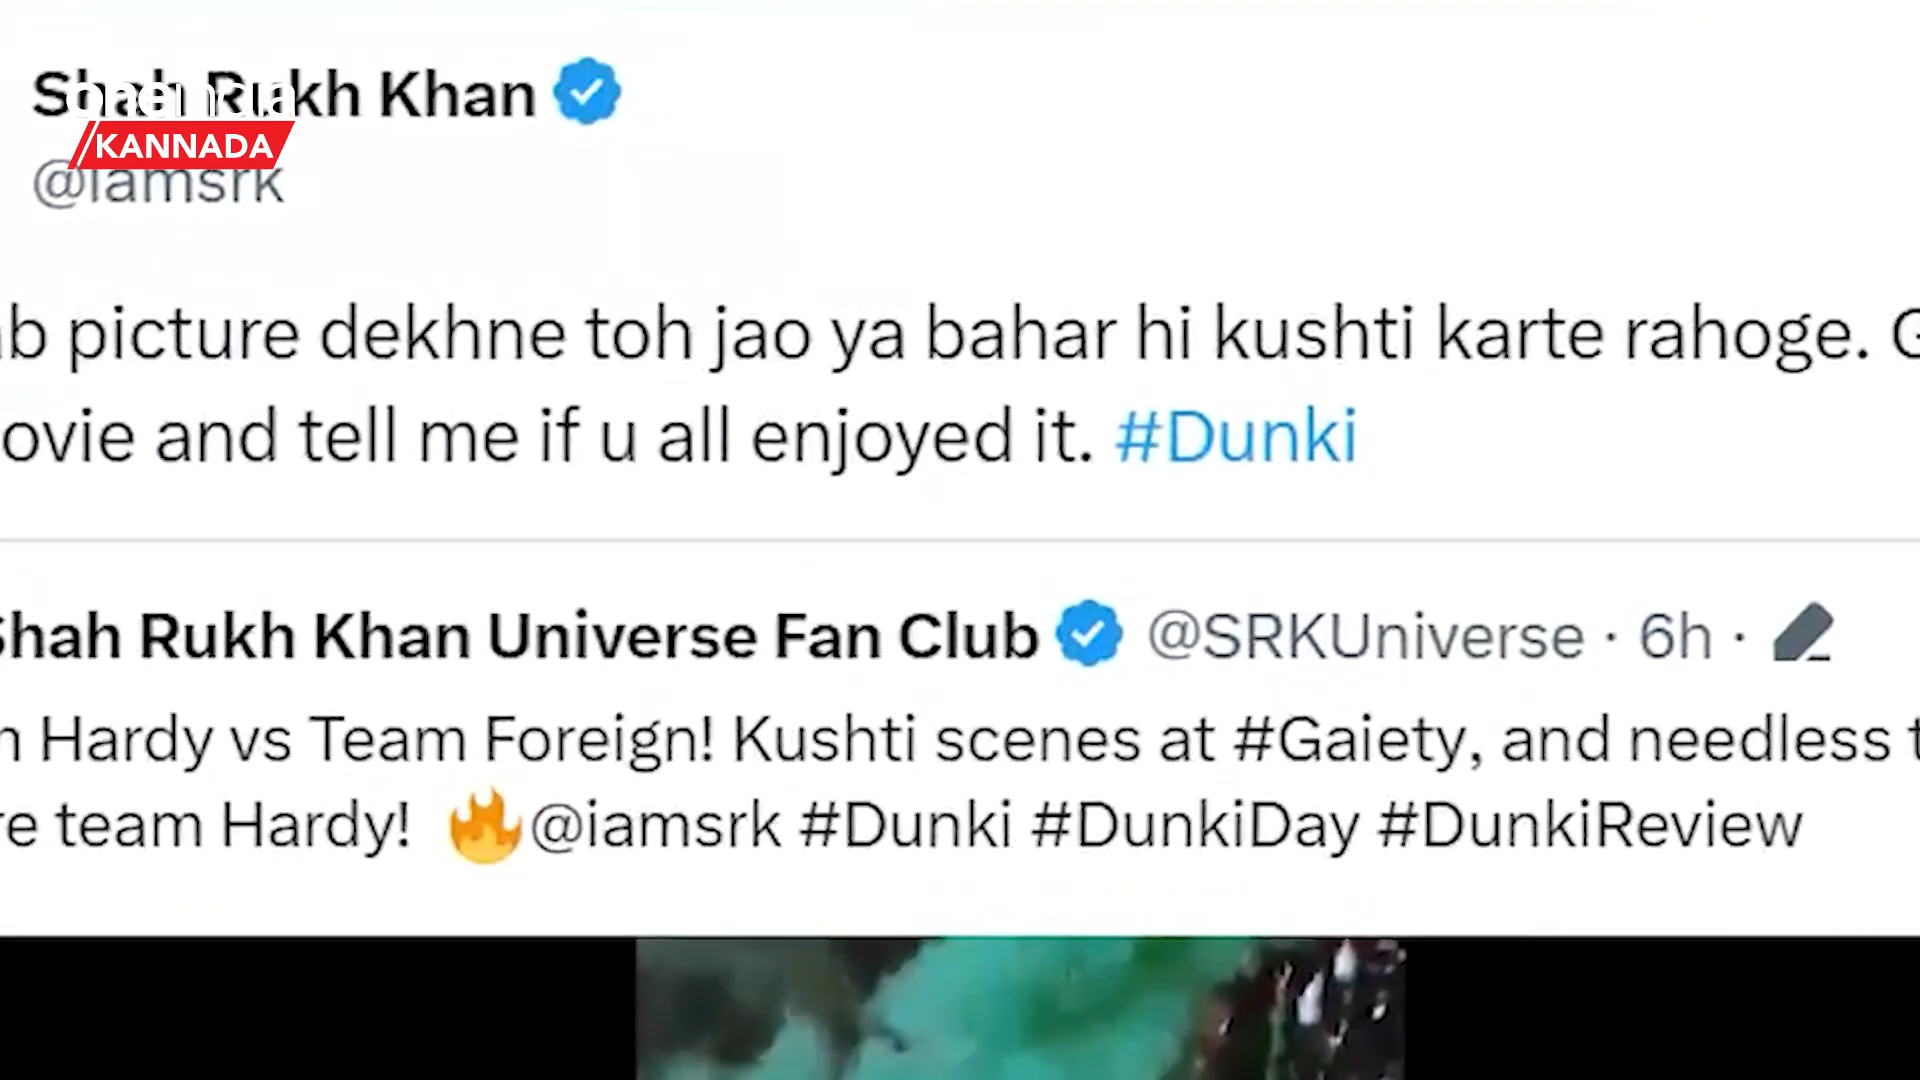 Shah Rukh Khan
oneindia
KANNADA
@iamsrk
picture dekhne toh jao ya bahar hi kushti karte rahoge.
and tell me if u all enjoyed it. #Dunki
Shah Rukh Khan Universe Fan Club @SRKUniverse · 6h ·
Hardy vs Team Foreign! Kushti scenes at #Gaiety, and needless
team Hardy! 🔥@iamsrk #Dunki #DunkiDay #DunkiReview